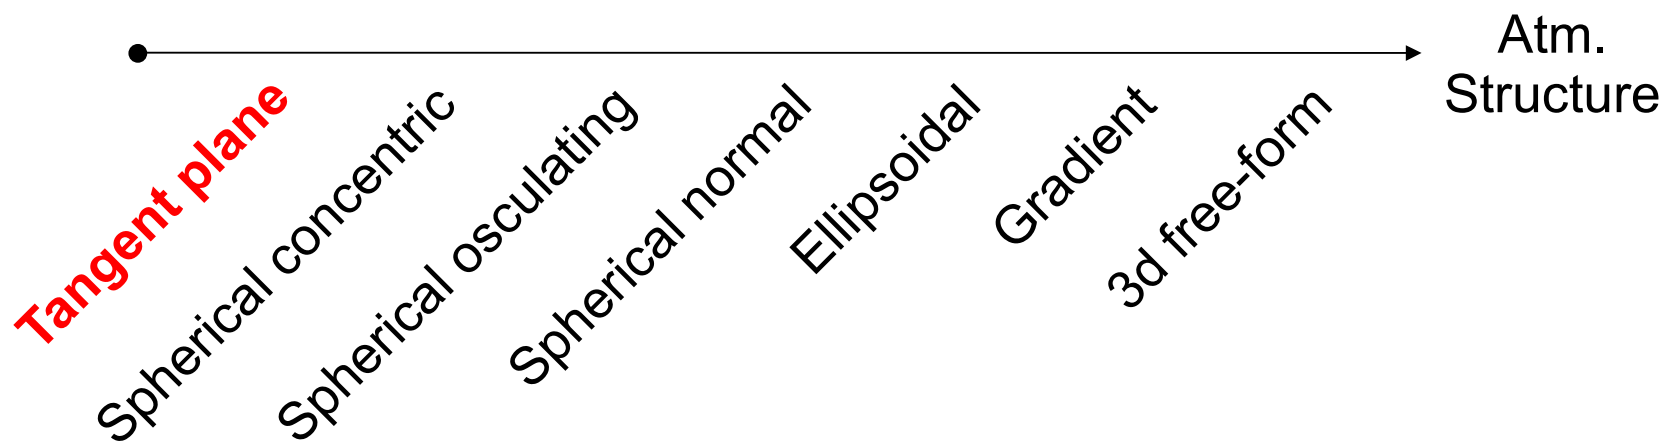 Atm.
Structure
Tangent plane
Spherical concentric
Spherical osculating
Spherical normal
Ellipsoidal
Gradient
3d free-form